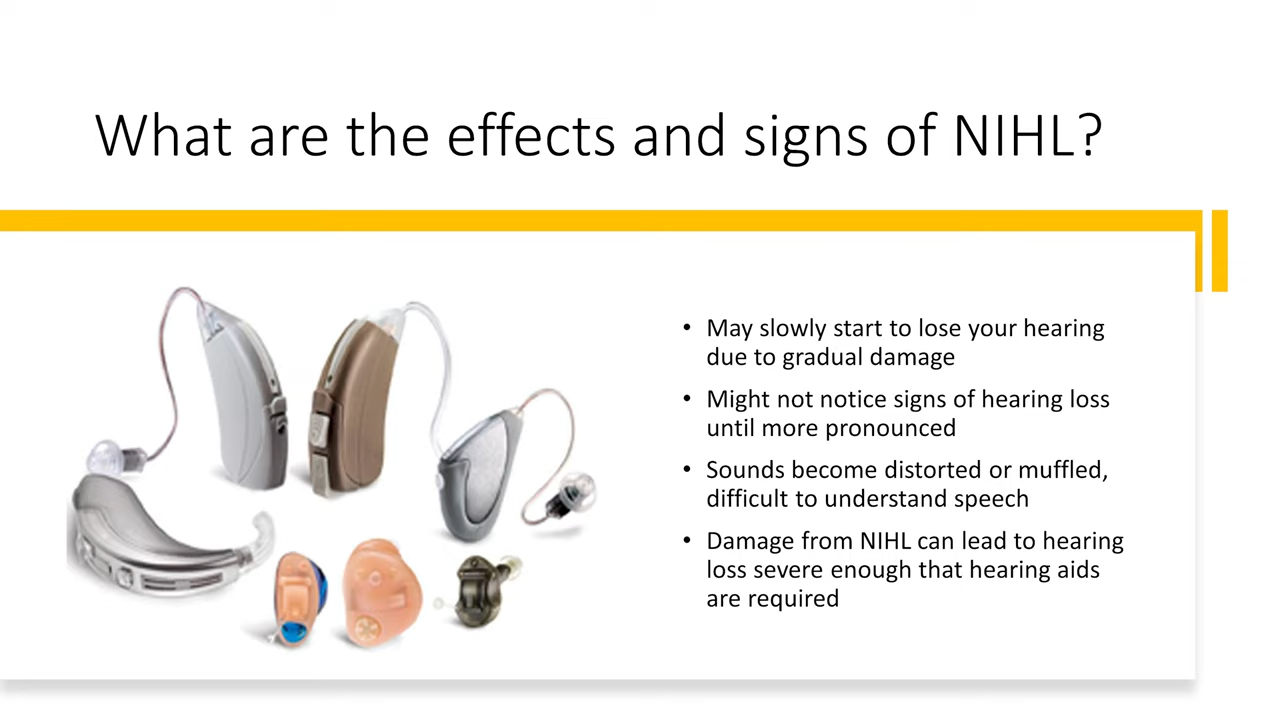 What are the effects and signs of NIHL?
• May slowly start to lose your hearing
due to gradual damage
• Might not notice signs of hearing loss
until more pronounced
• Sounds become distorted or muffled,
difficult to understand speech
• Damage from NIHL can lead to hearing
loss severe enough that hearing aids
are required